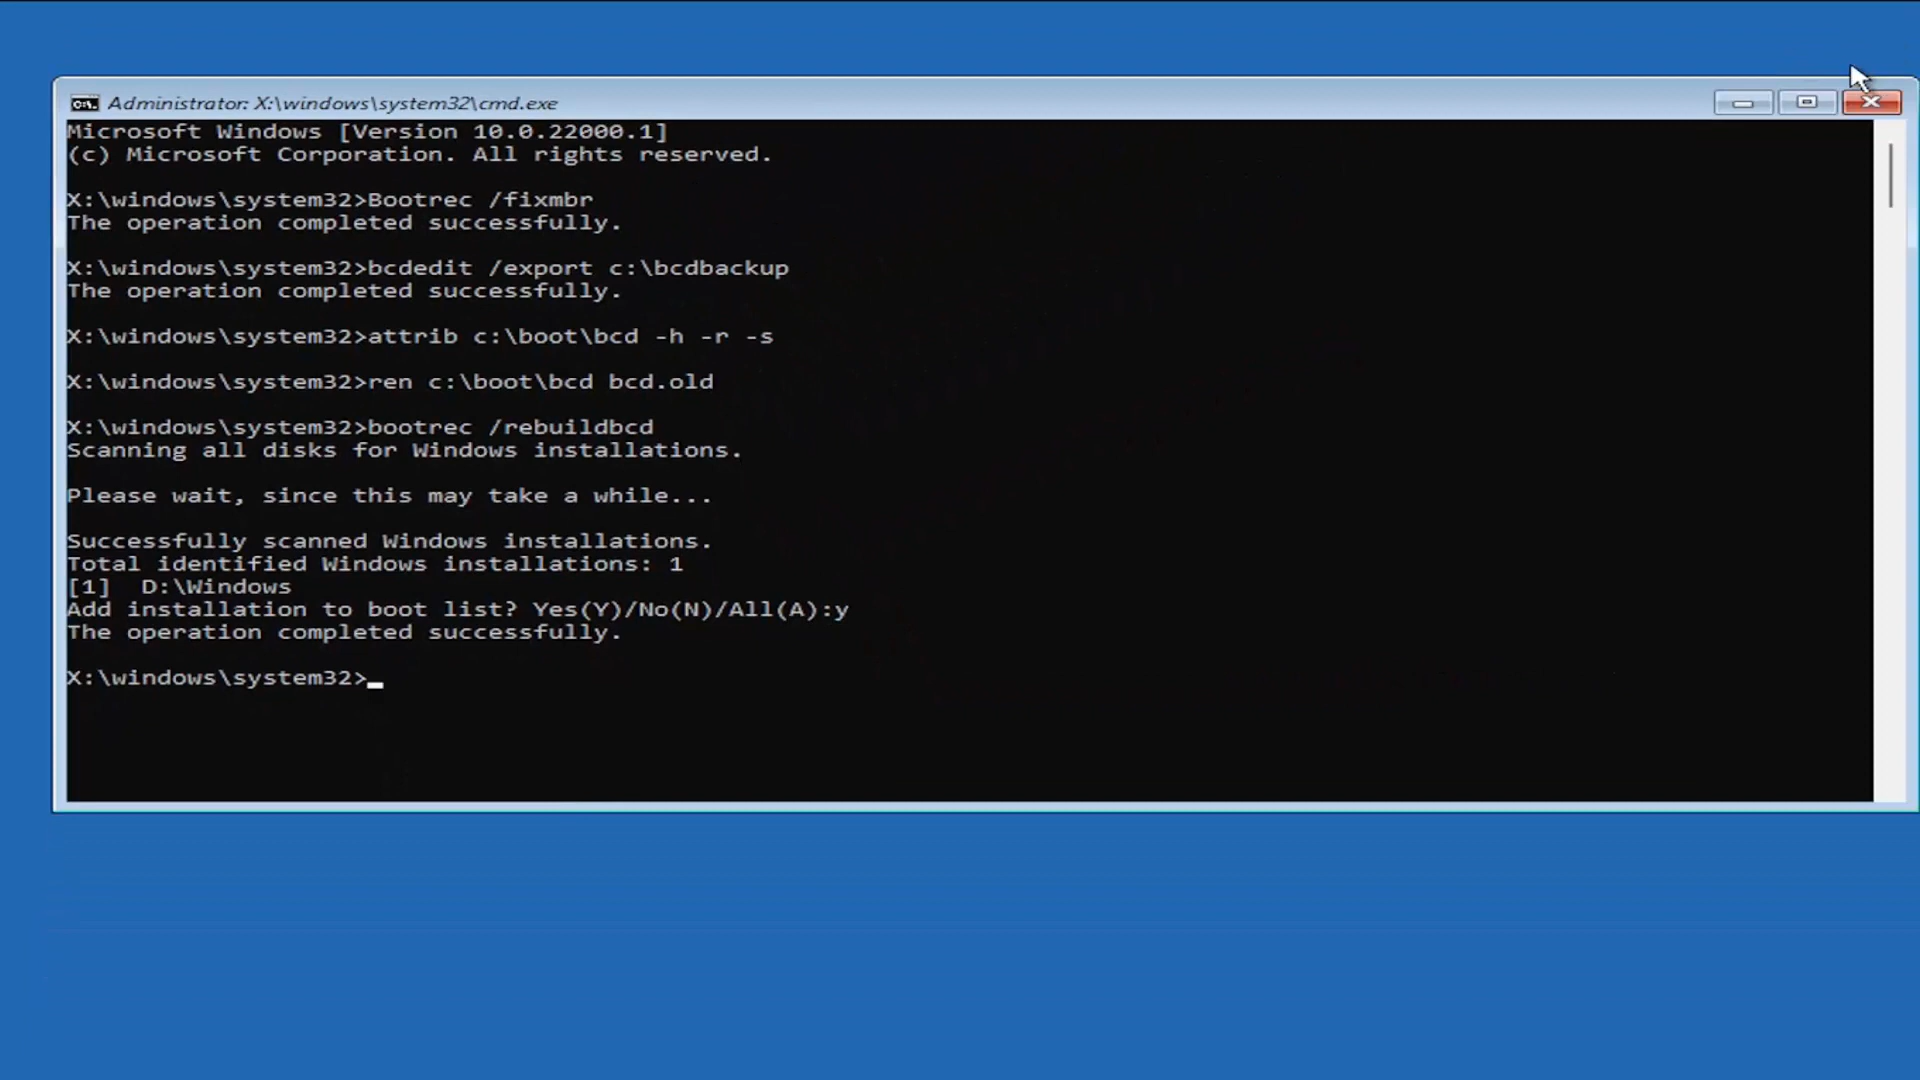 Administrator: X:\windows\system32\cmd.exe
Microsoft Windows [Version 10.0.22000.1]
(c) Microsoft Corporation. All rights reserved.
X:\windows\system32>Bootrec /fixmbr
The operation completed successfully.
X:\windows\system32>bcdedit /export c:\bcdbackup
The operation completed successfully.
X:\windows\system32>attrib c:\boot\bcd -h -r -s
X:\windows\system32>ren c:\boot\bcd bcd.old
X:\windows\system32>bootrec /rebuildbcd
Scanning all disks for Windows installations.
Please wait, since this may take a while...
Successfully scanned Windows installations.
Total identified Windows installations: 1
[1]  D:\Windows
Add installation to boot list? Yes(Y)/No(N)/All(A):y
The operation completed successfully.
X:\windows\system32>